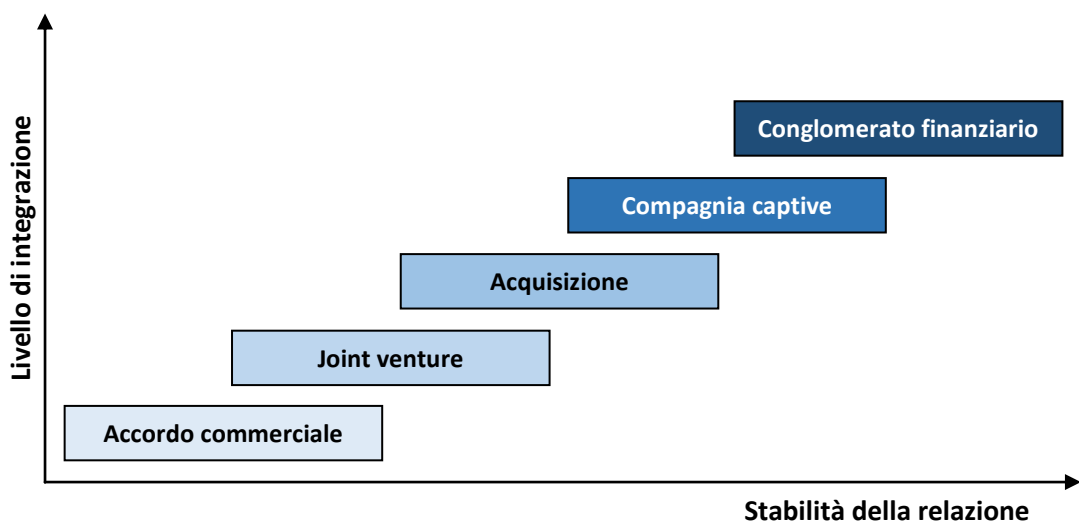 Livello di integrazione
Conglomerato finanziario
Compagnia captive
Acquisizione
Joint venture
Accordo commerciale
Stabilità della relazione